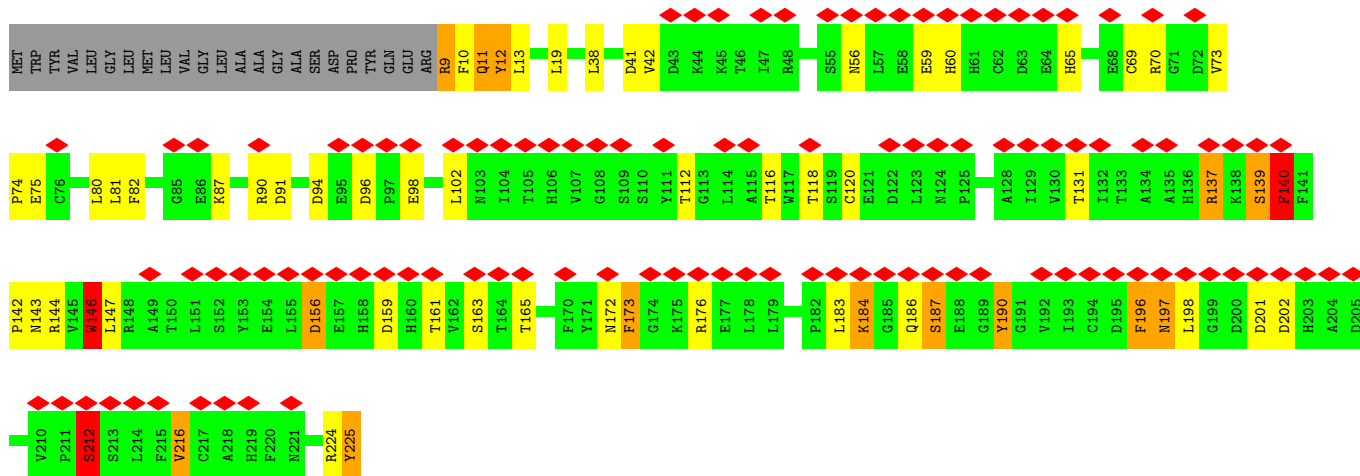 MET TRP TYR VAL LEU GLY LEU MET LEU VAL GLY LEU ALA ALA GLY ALA SER ASP PRO TYR GLN GLU ARG R9 F10 Q11 Y12 L13 L19 L38 D41 V42 D43 K44 K45 T46 I47 R48 S55 N56 L57 E58 E59 H60 H61 C62 D63 E64 H65 E68 C69 R70 G71 D72 V73
P74 E75 C76 L80 L81 F82 G85 E86 K87 R90 D91 D94 E95 D96 P97 E98 L102 N103 I104 T105 H106 V107 G108 S109 S110 Y111 T112 G113 L114 A115 T116 W117 T118 S119 C120 E121 D122 L123 N124 P125 A128 I129 V130 T131 I132 T133 A134 A135 H136 R137 K138 S139 F140 F141
P142 N143 R144 V145 W146 L147 R148 A149 T150 L151 S152 Y153 E154 L155 D156 E157 H158 D159 H160 T161 V162 S163 T164 T165 F170 Y171 N172 F173 G174 K175 R176 E177 L178 L179 P182 L183 K184 G185 Q186 S187 E188 G189 Y190 G191 V192 I193 C194 D195 F196 N197 L198 G199 D200 D201 D202 H203 A204 D205
V210 P211 S212 S213 L214 F215 V216 C217 A218 H219 F220 N221 R224 Y225